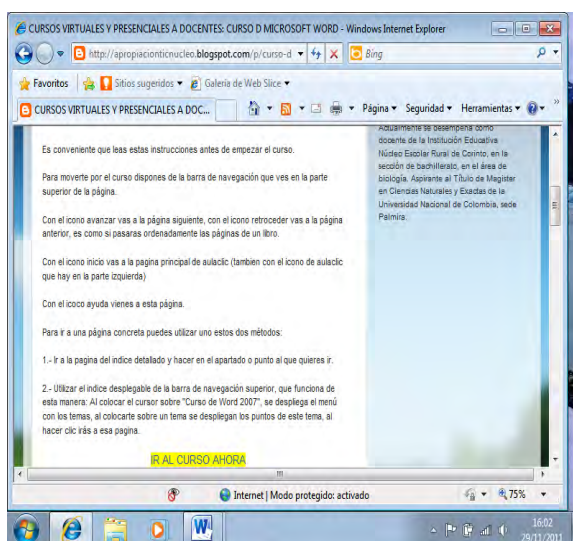 CURSOS VIRTUALES Y PRESENCIALES A DOCENTES: CURSO D MICROSOFT WORD - Windows Internet Explorer
http://apropiacionticnucleo.blogspot.com/p/curso-d
Bing
Favoritos
Sitios sugeridos
Galería de Web Slice
CURSOS VIRTUALES Y PRESENCIALES A DOC...
Página
Seguridad
Herramientas
Es conveniente que leas estas instrucciones antes de empezar el curso.
Para moverte por el curso dispones de la barra de navegación que ves en la parte
superior de la página.
Con el icono avanzar vas a la página siguiente, con el icono retroceder vas a la página
anterior, es como si pasaras ordenadamente las páginas de un libro.
Con el icono inicio vas a la pagina principal de aulaclic (tambien con el icono de aulaclic
que hay en la parte izquierda)
Con el icoco ayuda vienes a esta página.
Para ir a una página concreta puedes utilizar uno estos dos métodos:
1.- Ir a la pagina del indice detallado y hacer en el apartado o punto al que quieres ir.
2.- Utilizar el indice desplegable de la barra de navegación superior, que funciona de
esta manera: Al colocar el cursor sobre "Curso de Word 2007", se despliega el menú
con los temas, al colocarte sobre un tema se despliegan los puntos de este tema, al
hacer clic irás a esa pagina.
IR AL CURSO AHORA
Actualmente se desempeña como
docente de la Institución Educativa
Núcleo Escolar Rural de Corinto, en la
sección de bachillerato, en el área de
biología. Aspirante al Título de Magister
en Ciencias Naturales y Exactas de la
Universidad Nacional de Colombia, sede
Palmira.
Internet | Modo protegido: activado
75%
16:02
29/11/2011